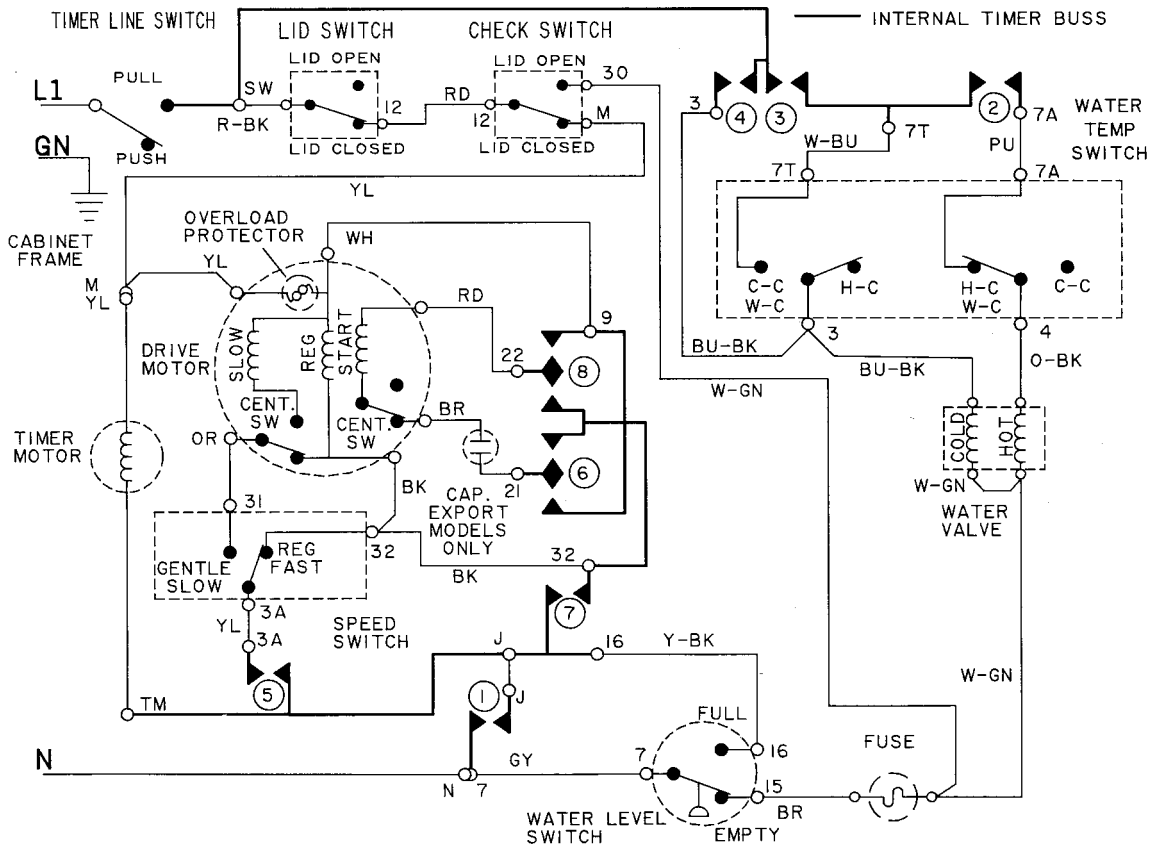 TIMER LINE SWITCH
LID SWITCH
CHECK SWITCH
INTERNAL TIMER BUSS
LID OPEN
LID OPEN
PULL
SW
30
L1
12
RD
M
3
4
3
2
7A
WATER
TEMP
SWITCH
R-BK
12
W-BU
7T
PU
GN
PUSH
LID CLOSED
LID CLOSED
7T
7A
YL
OVERLOAD
PROTECTOR
WH
CABINET
FRAME
YL
M
YL
RD
C-C
W-C
H-C
H-C
W-C
C-C
9
3
4
SLOW
REG
START
DRIVE
MOTOR
22
8
BU-BK
BU-BK
O-BK
W-GN
CENT.
SW
CENT.
SW
BR
TIMER
MOTOR
OR
COLD
HOT
6
BK
21
W-GN
CAP.
EXPORT
MODELS
ONLY
WATER
VALVE
31
32
REG
FAST
GENTLE
SLOW
BK
32
3A
7
YL
SPEED
SWITCH
3A
J
16
Y-BK
5
1
J
W-GN
TM
FULL
16
FUSE
N
GY
7
N
7
15
BR
WATER LEVEL
SWITCH
EMPTY